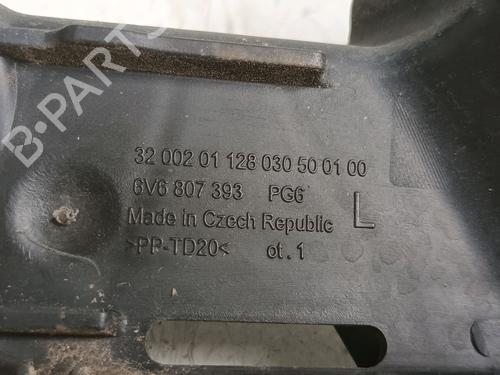 32 002 01 128 030 50 01 00
6V6 807 393 PG6
Made in Czech Republic L
>PP-TD20< ot.1
B-Parts